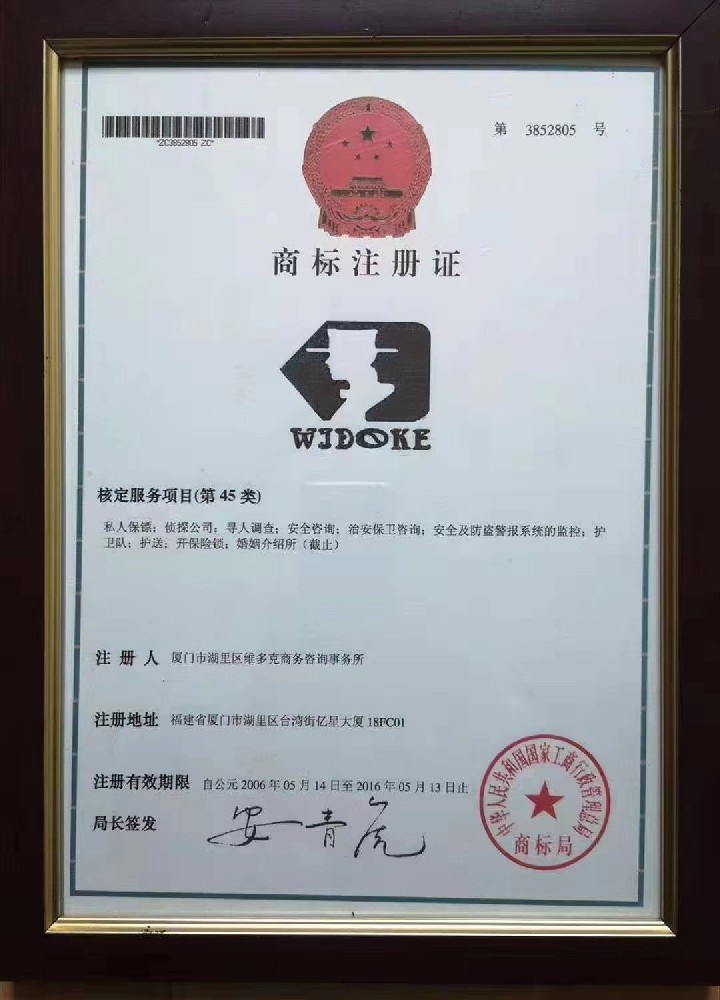 *ZC3852805 ZC*
第 3852805 号
商标注册证
WIDOKE
核定服务项目(第 45 类)
私人保镖；侦探公司；寻人调查；安全咨询；治安保卫咨询；安全及防盗警报系统的监控；护
卫队；护送；开保险锁；婚姻介绍所（截止）
注 册 人 厦门市湖里区维多克商务咨询事务所
注册地址 福建省厦门市湖里区台湾街亿星大厦 18FC01
注册有效期限 自公元 2006 年 05 月 14 日至 2016 年 05 月 13 日止
局长签发 安青虎
中华人民共和国国家工商行政管理总局
商标局